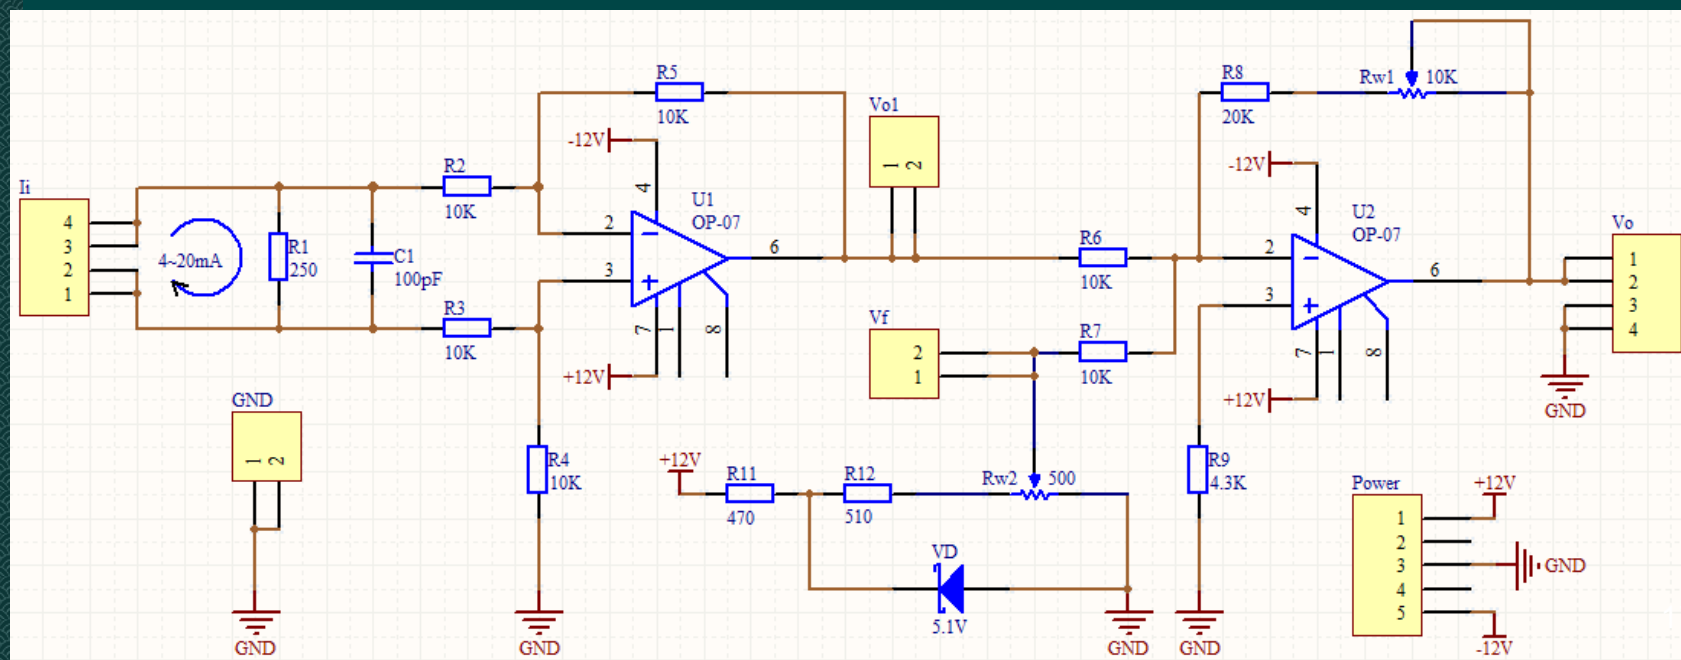 Ii
4
3
2
1
4~20mA
R1
250
C1
100pF
R2
10K
R3
10K
GND
1
2
GND
R4
10K
GND
R5
10K
-12V
4
2
3
6
U1
OP-07
7
1
8
+12V
Vo1
1
2
Vf
2
1
R6
10K
R7
10K
+12V
R11
470
R12
510
Rw2
500
VD
5.1V
GND
R8
20K
Rw1
10K
-12V
4
2
3
6
U2
OP-07
7
1
8
+12V
R9
4.3K
GND
Vo
1
2
3
4
GND
Power
1
2
3
4
5
+12V
GND
-12V